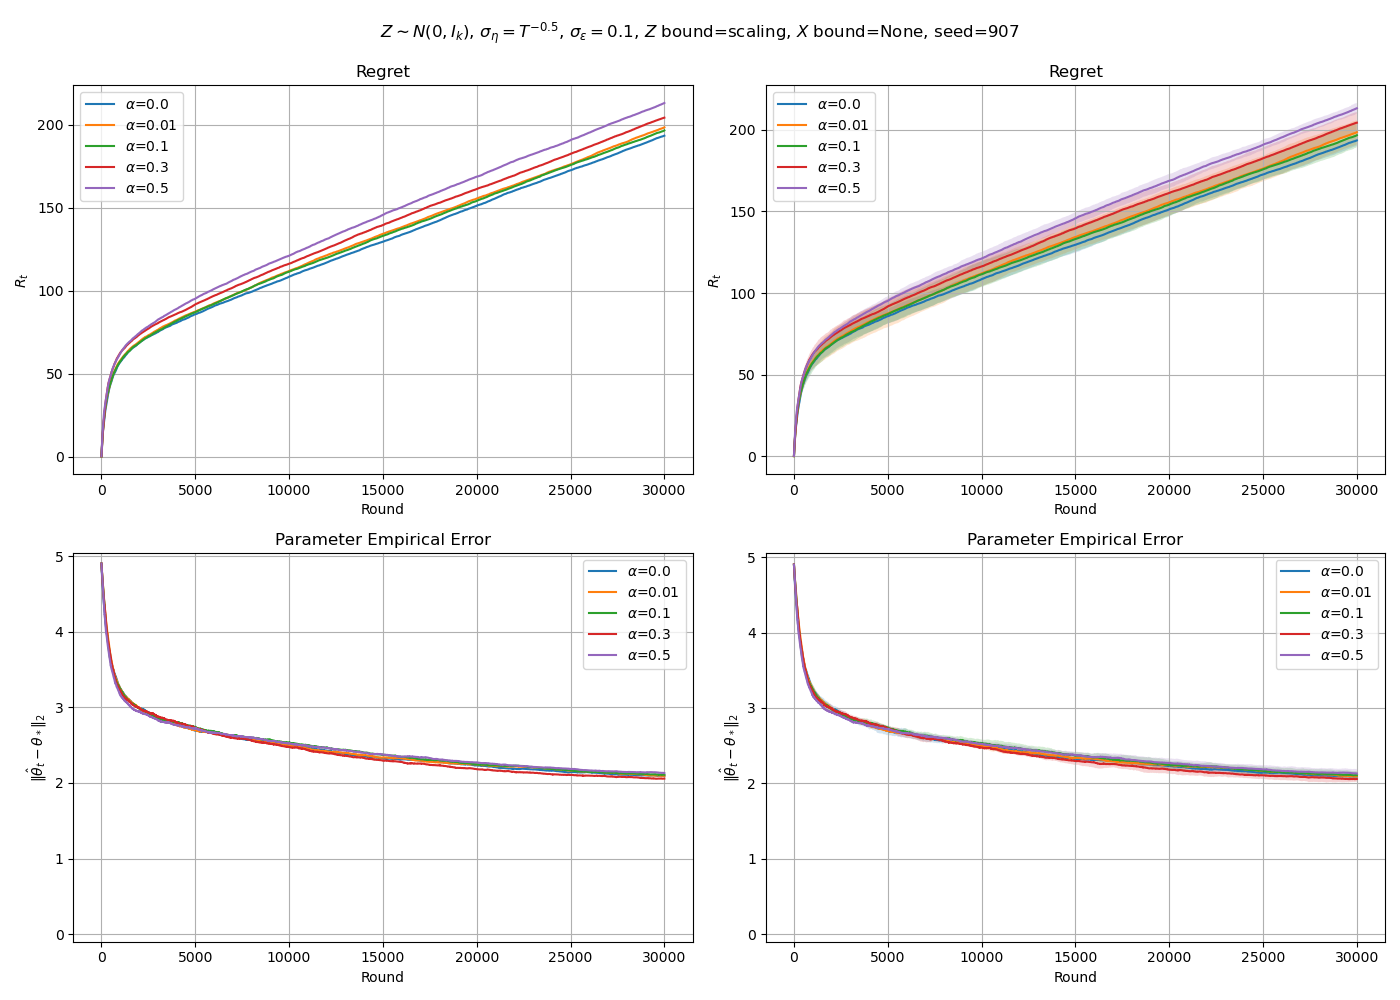 Z ~ N(0, I_k), σ_η = T^{-0.5}, σ_ε = 0.1, Z bound=scaling, X bound=None, seed=907
Regret
R_t
200
150
100
50
0
α=0.0
α=0.01
α=0.1
α=0.3
α=0.5
0 5000 10000 15000 20000 25000 30000
Round
Regret
R_t
200
150
100
50
0
α=0.0
α=0.01
α=0.1
α=0.3
α=0.5
0 5000 10000 15000 20000 25000 30000
Round
Parameter Empirical Error
‖θ̂_t − θ_*‖_2
5
4
3
2
1
0
α=0.0
α=0.01
α=0.1
α=0.3
α=0.5
0 5000 10000 15000 20000 25000 30000
Round
Parameter Empirical Error
‖θ̂_t − θ_*‖_2
5
4
3
2
1
0
α=0.0
α=0.01
α=0.1
α=0.3
α=0.5
0 5000 10000 15000 20000 25000 30000
Round